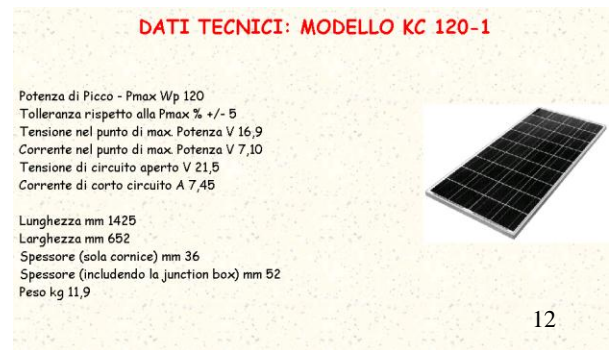 DATI TECNICI: MODELLO KC 120-1
Potenza di Picco - Pmax Wp 120
Tolleranza rispetto alla Pmax % +/- 5
Tensione nel punto di max. Potenza V 16,9
Corrente nel punto di max. Potenza V 7,10
Tensione di circuito aperto V 21,5
Corrente di corto circuito A 7,45
Lunghezza mm 1425
Larghezza mm 652
Spessore (sola cornice) mm 36
Spessore (includendo la junction box) mm 52
Peso kg 11,9
12